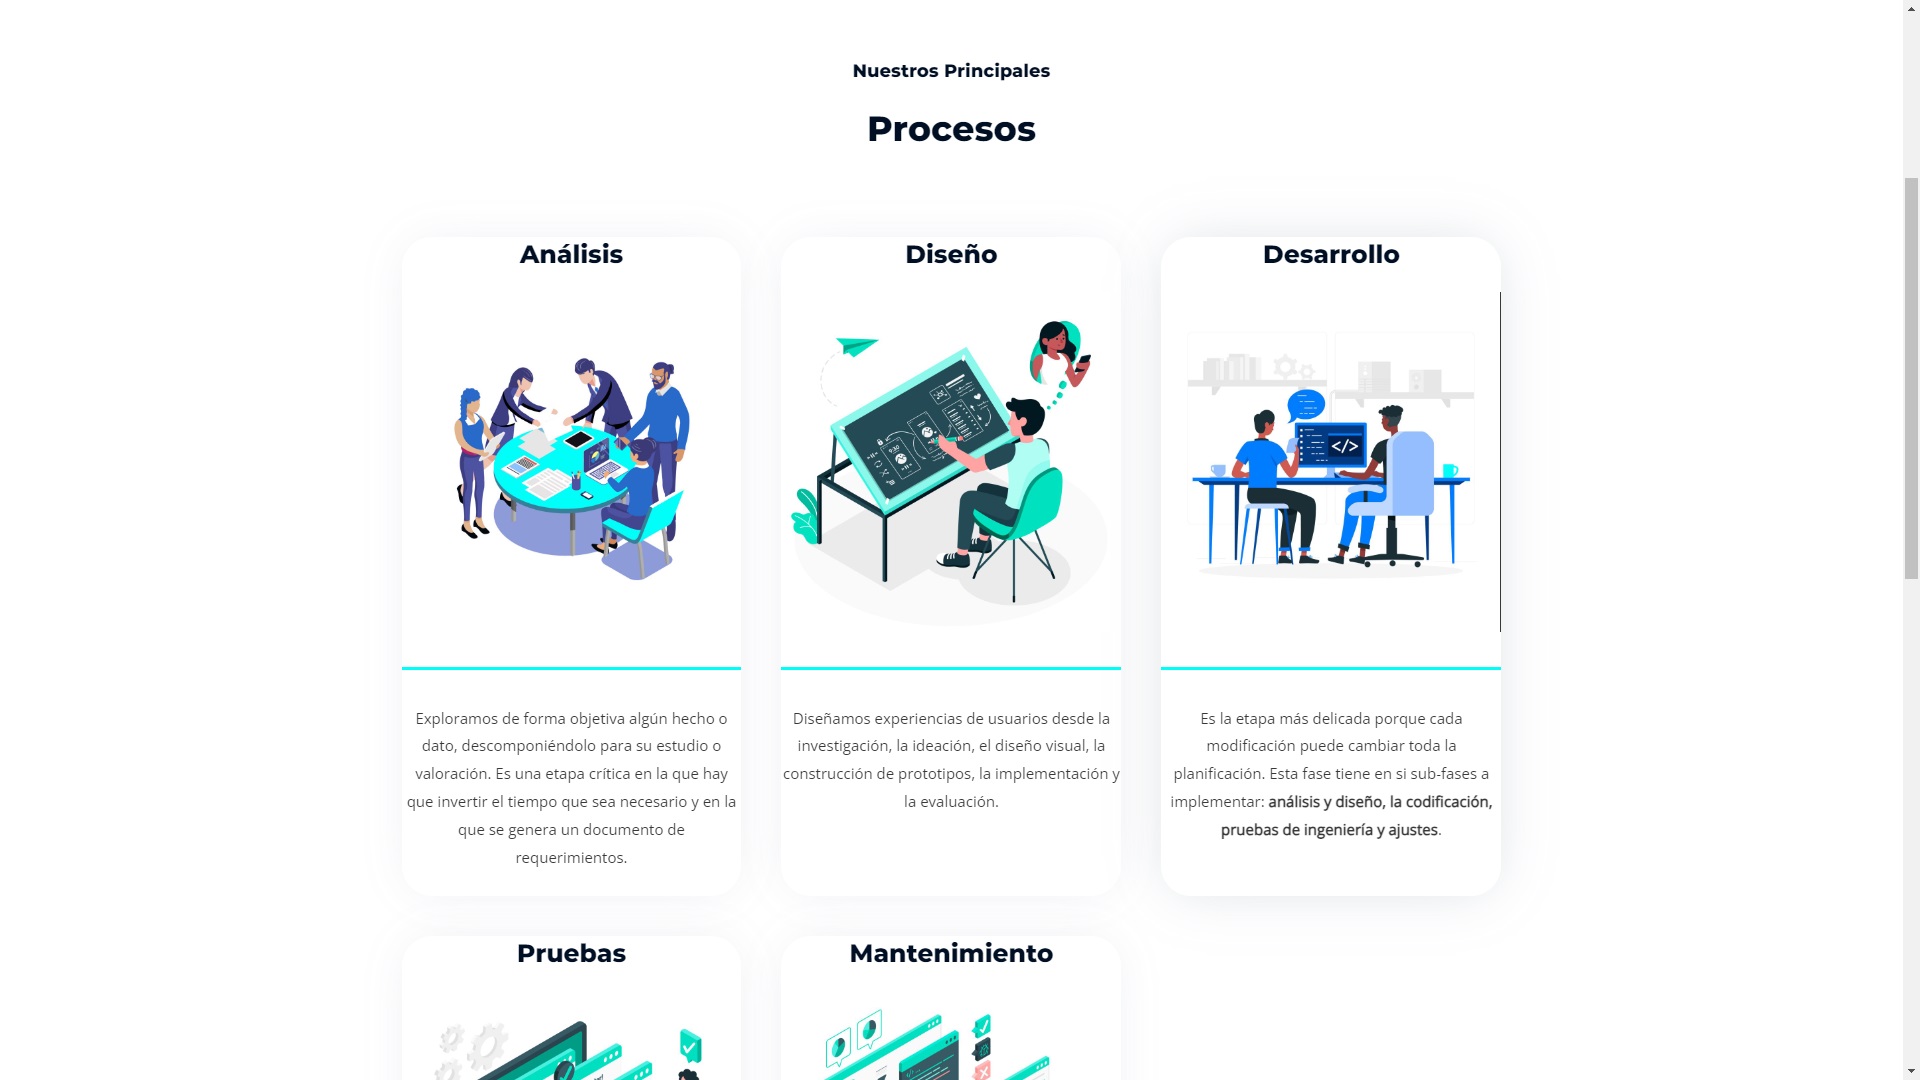 Nuestros Principales
Procesos
Análisis
Exploramos de forma objetiva algún hecho o
dato, descomponiéndolo para su estudio o
valoración. Es una etapa crítica en la que hay
que invertir el tiempo que sea necesario y en la
que se genera un documento de
requerimientos.
Diseño
Diseñamos experiencias de usuarios desde la
investigación, la ideación, el diseño visual, la
construcción de prototipos, la implementación y
la evaluación.
Desarrollo
</>
Es la etapa más delicada porque cada
modificación puede cambiar toda la
planificación. Esta fase tiene en si sub-fases a
implementar: análisis y diseño, la codificación,
pruebas de ingeniería y ajustes.
Pruebas
Mantenimiento